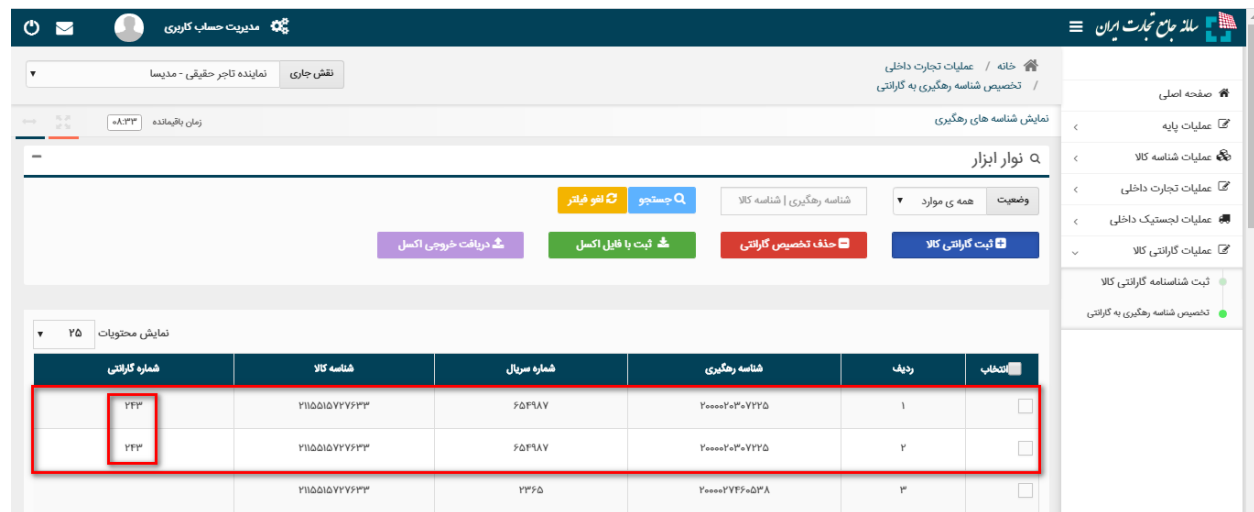 سامانه جامع تجارت ایران
مدیریت حساب کاربری
خانه / عملیات تجارت داخلی
/ تخصیص شناسه رهگیری به گارانتی
نقش جاری
نماینده تاجر حقیقی - مدیسا
صفحه اصلی
عملیات پایه
عملیات شناسه کالا
عملیات تجارت داخلی
عملیات لجستیک داخلی
عملیات گارانتی کالا
ثبت شناسنامه گارانتی کالا
تخصیص شناسه رهگیری به گارانتی
نمایش شناسه های رهگیری
زمان باقیمانده ۰۸:۳۳
نوار ابزار
وضعیت همه ی موارد شناسه رهگیری | شناسه کالا جستجو لغو فیلتر
ثبت گارانتی کالا حذف تخصیص گارانتی ثبت با فایل اکسل دریافت خروجی اکسل
نمایش محتویات ۲۵
انتخاب ردیف شناسه رهگیری شماره سریال شناسه کالا شماره گارانتی
۱ ۲۰۰۰۰۲۰۳۰۷۲۲۵ ۶۵۴۹۸۷ ۲۱۱۵۵۱۵۷۲۷۶۳۳ ۲۴۳
۲ ۲۰۰۰۰۲۰۳۰۷۲۲۵ ۶۵۴۹۸۷ ۲۱۱۵۵۱۵۷۲۷۶۳۳ ۲۴۳
۳ ۲۰۰۰۰۲۷۴۶۰۵۳۸ ۲۳۶۵ ۲۱۱۵۵۱۵۷۲۷۶۳۳